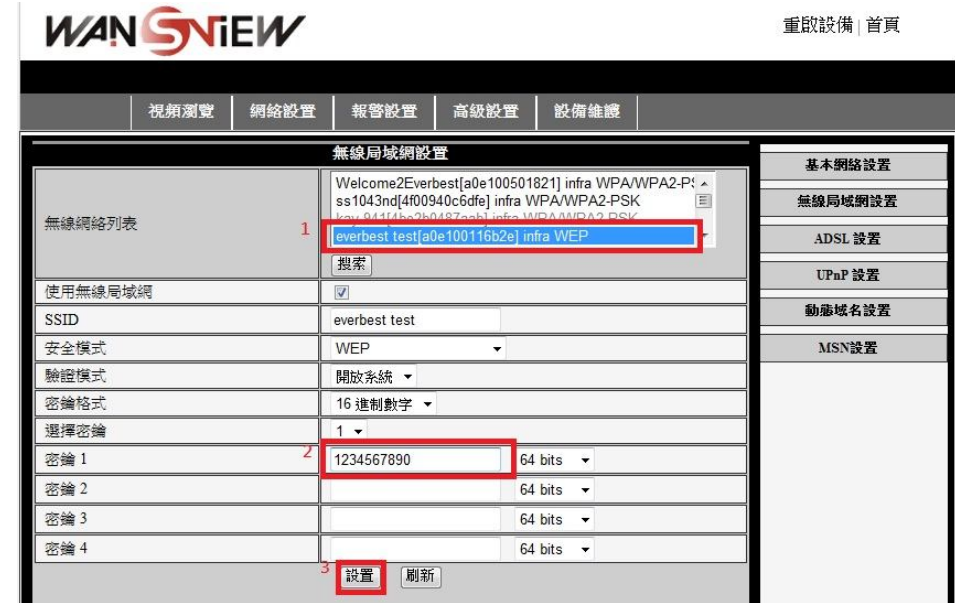 WANSVIEW
重啟設備 | 首頁
視頻瀏覽 網絡設置 報警設置 高級設置 設備維護
無線局域網設置
無線網絡列表
Welcome2Everbest[a0e100501821] infra WPA/WPA2-PS
ss1043nd[4f00940c6dfe] infra WPA/WPA2-PSK
infra WPA/WPA2-PSK
1
everbest test[a0e100116b2e] infra WEP
搜索
使用無線局域網
SSID everbest test
安全模式 WEP
驗證模式 開放系統
密鑰格式 16 進制數字
選擇密鑰 1
2
密鑰 1 1234567890 64 bits
密鑰 2 64 bits
密鑰 3 64 bits
密鑰 4 64 bits
3
設置 刷新
基本網絡設置
無線局域網設置
ADSL 設置
UPnP 設置
動態域名設置
MSN設置